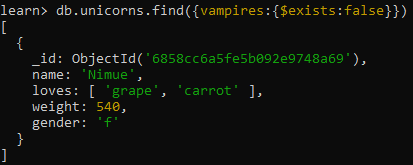 learn> db.unicorns.find({vampires:{$exists:false}})
[
  {
    _id: ObjectId('6858cc6a5fe5b092e9748a69'),
    name: 'Nimue',
    loves: [ 'grape', 'carrot' ],
    weight: 540,
    gender: 'f'
  }
]